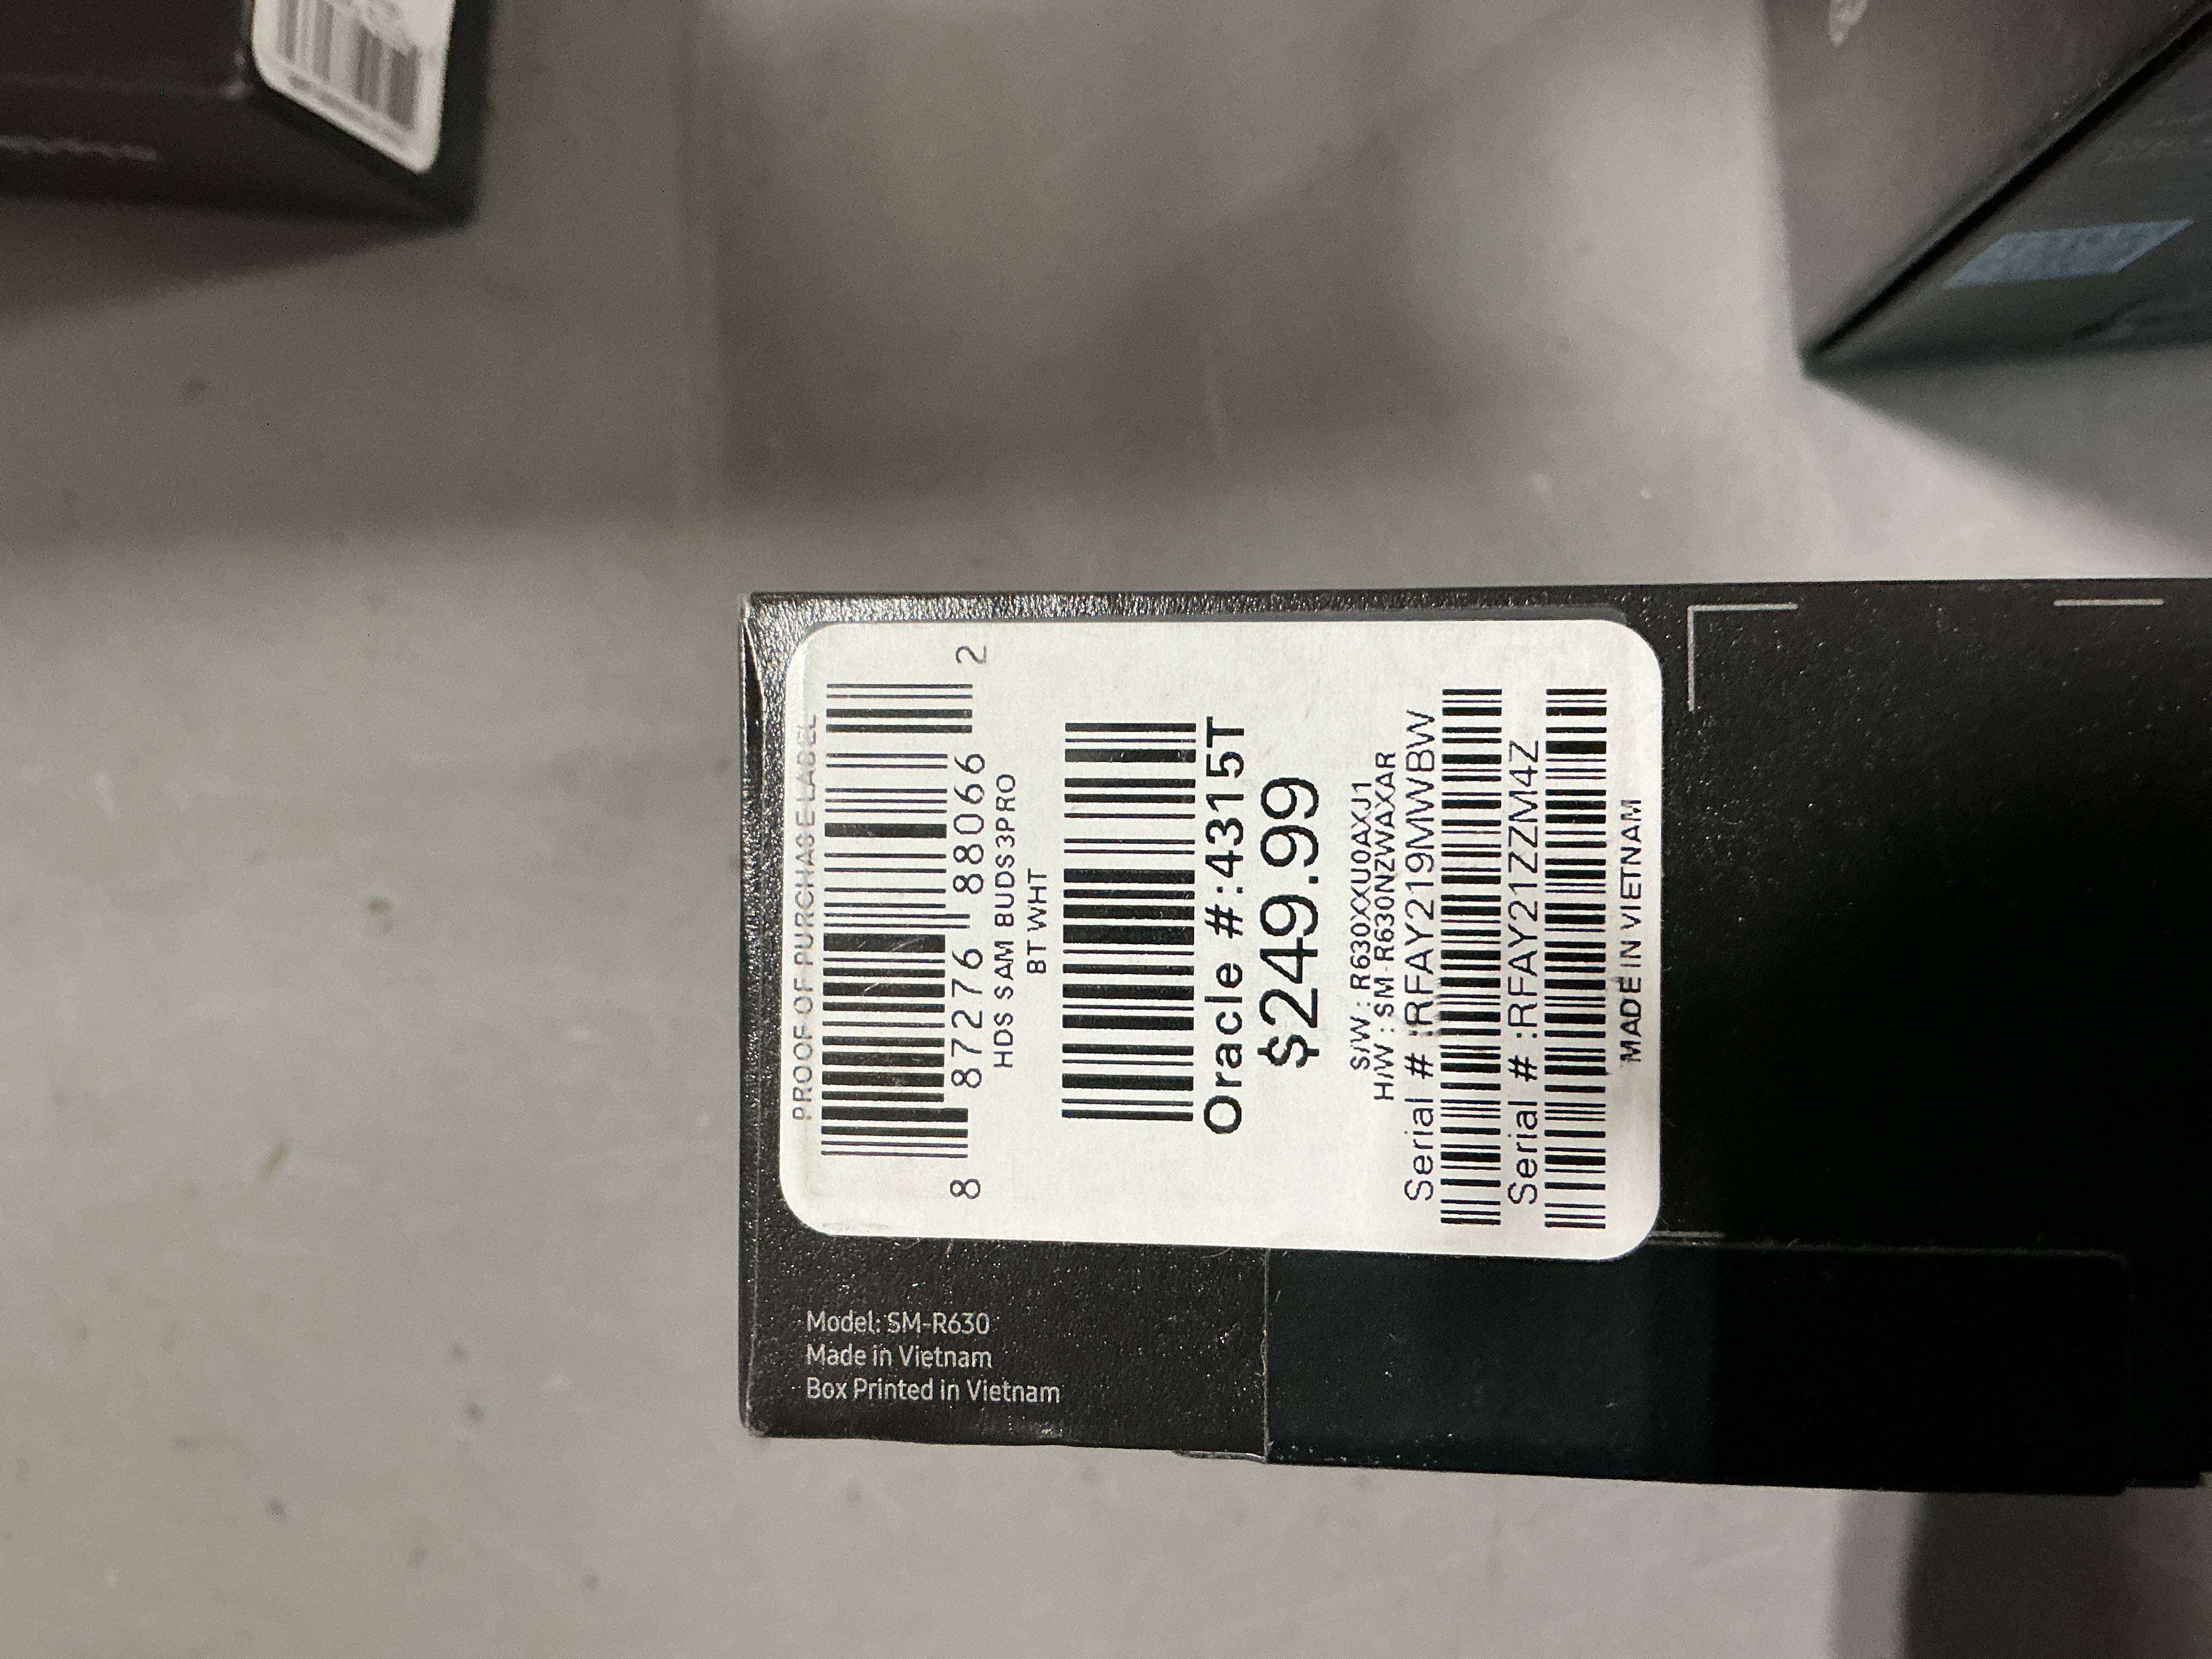 PROOF OF PURCHASE LABEL
8 87276 88066 2
HDS SAM BUDS3PRO
BT WHT
Oracle #:4315T
$249.99
S/W : R630XXU0AXJ1
H/W : SM-R630NZWAXAR
Serial # :RFAY219MWBW
Serial # :RFAY21ZZM4Z
MADE IN VIETNAM
Model: SM-R630
Made in Vietnam
Box Printed in Vietnam